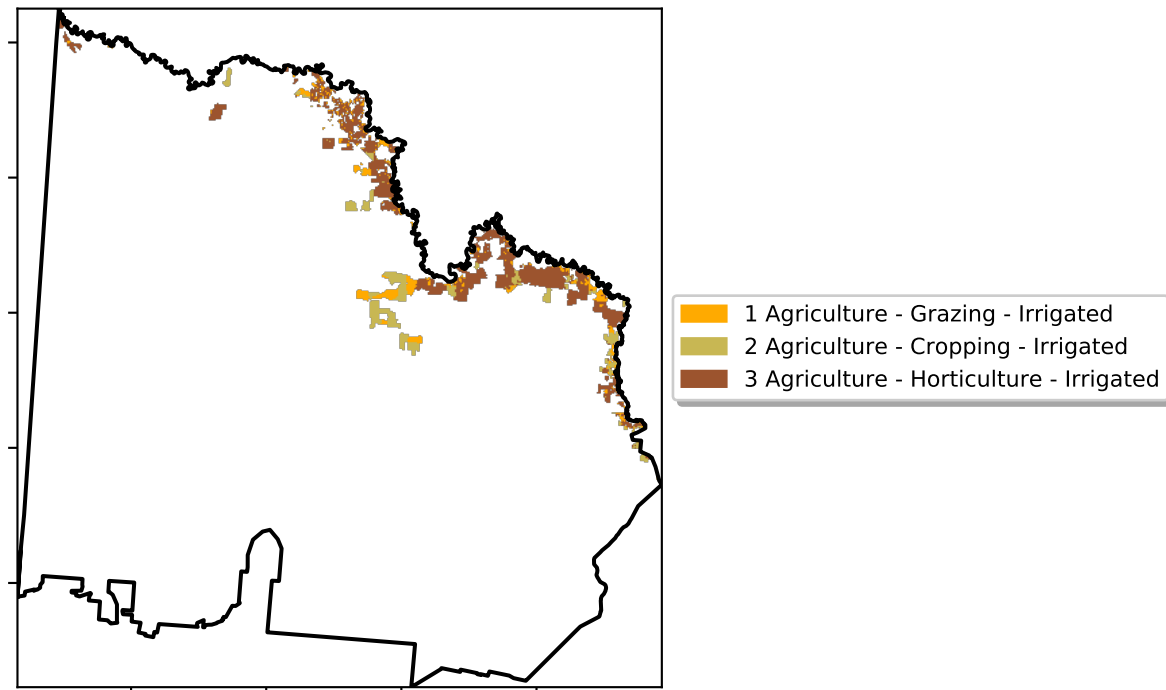 1 Agriculture - Grazing - Irrigated
2 Agriculture - Cropping - Irrigated
3 Agriculture - Horticulture - Irrigated